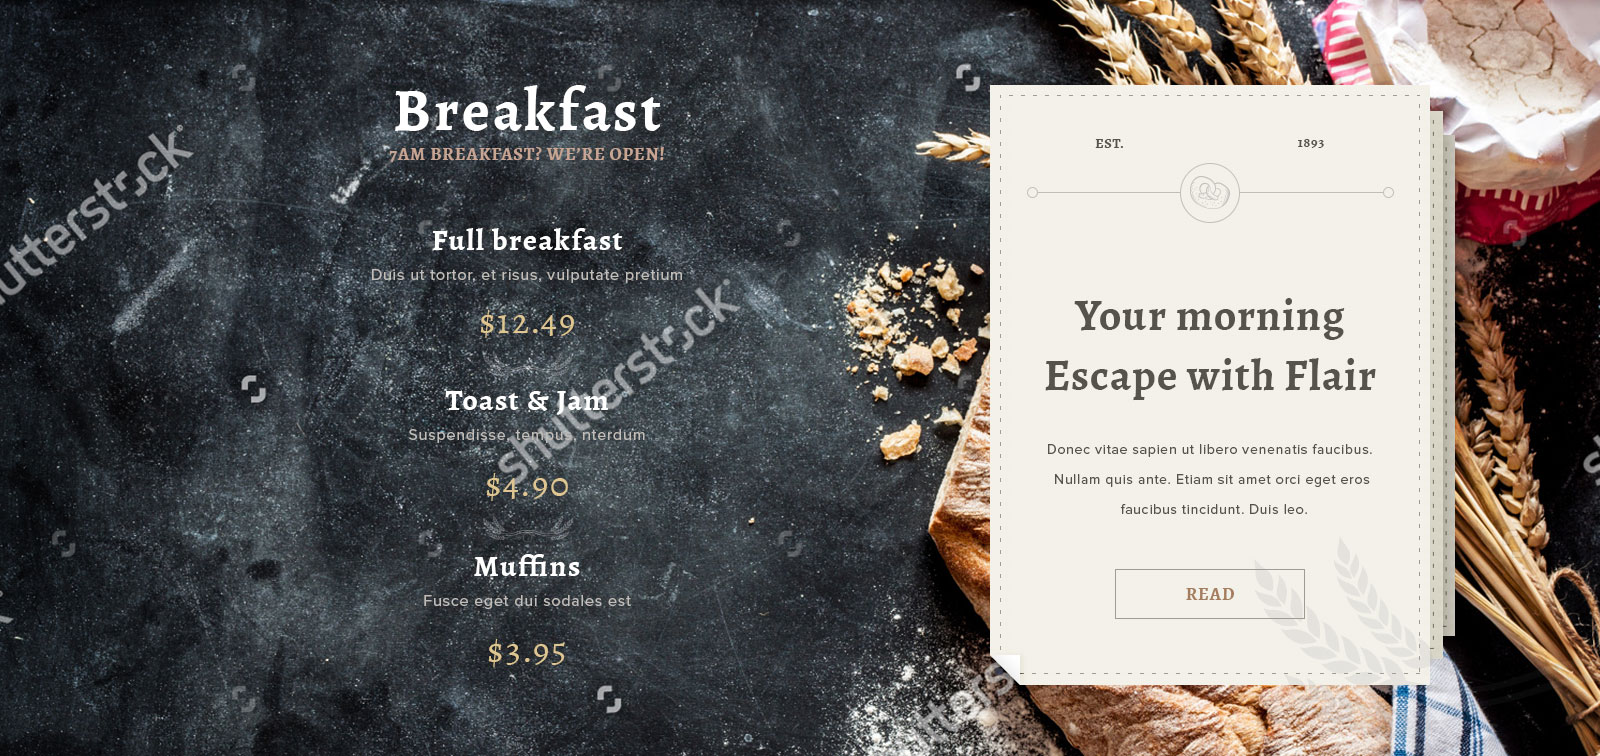 Breakfast
7AM BREAKFAST? WE'RE OPEN!
Full breakfast
Duis ut tortor, et risus, vulputate pretium
$12.49
Toast & Jam
Suspendisse, tempus, nterdum
$4.90
Muffins
Fusce eget dui sodales est
$3.95
EST. 1893
Your morning
Escape with Flair
Donec vitae sapien ut libero venenatis faucibus.
Nullam quis ante. Etiam sit amet orci eget eros
faucibus tincidunt. Duis leo.
READ
shutterstock
shutterstock
shutterstock